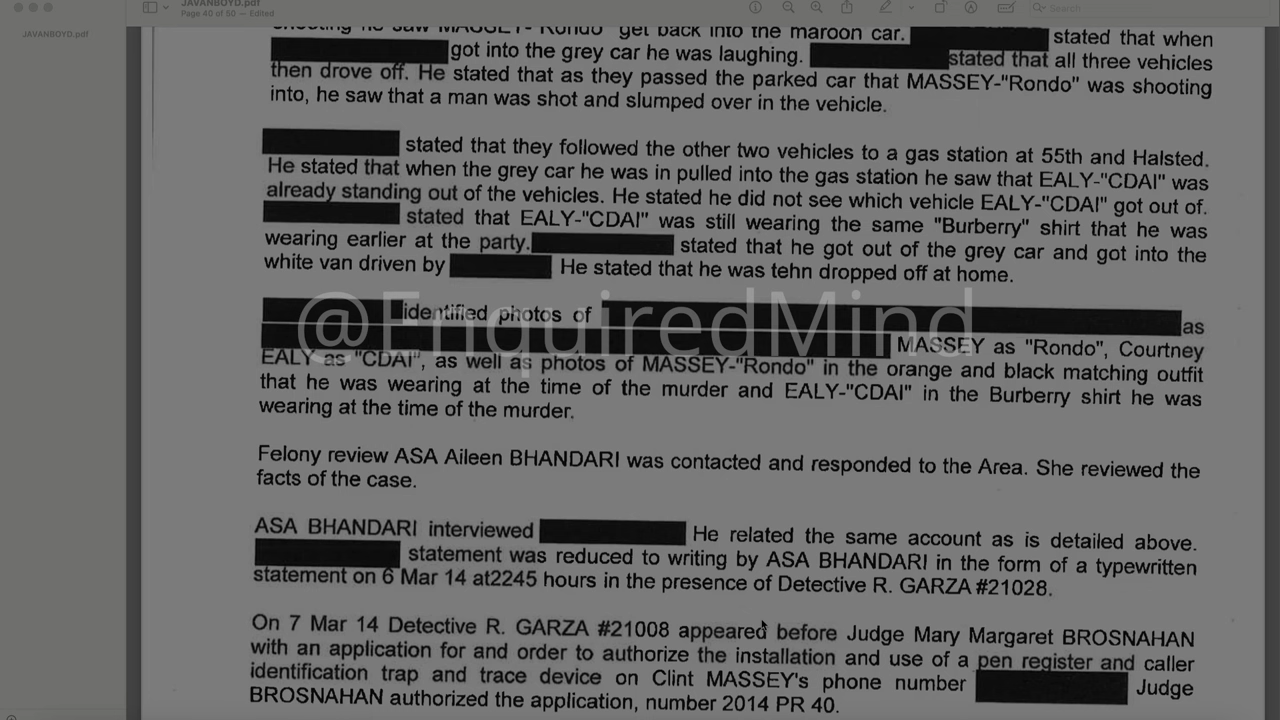 JAVANBOYD.pdf
Page 40 of 50 — Edited
Search
JAVANBOYD.pdf
shooting he saw MASSEY-"Rondo" get back into the maroon car. stated that when
got into the grey car he was laughing. stated that all three vehicles
then drove off. He stated that as they passed the parked car that MASSEY-"Rondo" was shooting
into, he saw that a man was shot and slumped over in the vehicle.
stated that they followed the other two vehicles to a gas station at 55th and Halsted.
He stated that when the grey car he was in pulled into the gas station he saw that EALY-"CDAI" was
already standing out of the vehicles. He stated he did not see which vehicle EALY-"CDAI" got out of.
stated that EALY-"CDAI" was still wearing the same "Burberry" shirt that he was
wearing earlier at the party. stated that he got out of the grey car and got into the
white van driven by He stated that he was tehn dropped off at home.
identified photos of as
MASSEY as "Rondo", Courtney
EALY as "CDAI", as well as photos of MASSEY-"Rondo" in the orange and black matching outfit
that he was wearing at the time of the murder and EALY-"CDAI" in the Burberry shirt he was
wearing at the time of the murder.
@EnquiredMind
Felony review ASA Aileen BHANDARI was contacted and responded to the Area. She reviewed the
facts of the case.
ASA BHANDARI interviewed He related the same account as is detailed above.
statement was reduced to writing by ASA BHANDARI in the form of a typewritten
statement on 6 Mar 14 at2245 hours in the presence of Detective R. GARZA #21028.
On 7 Mar 14 Detective R. GARZA #21008 appeared before Judge Mary Margaret BROSNAHAN
with an application for and order to authorize the installation and use of a pen register and caller
identification trap and trace device on Clint MASSEY's phone number Judge
BROSNAHAN authorized the application, number 2014 PR 40.